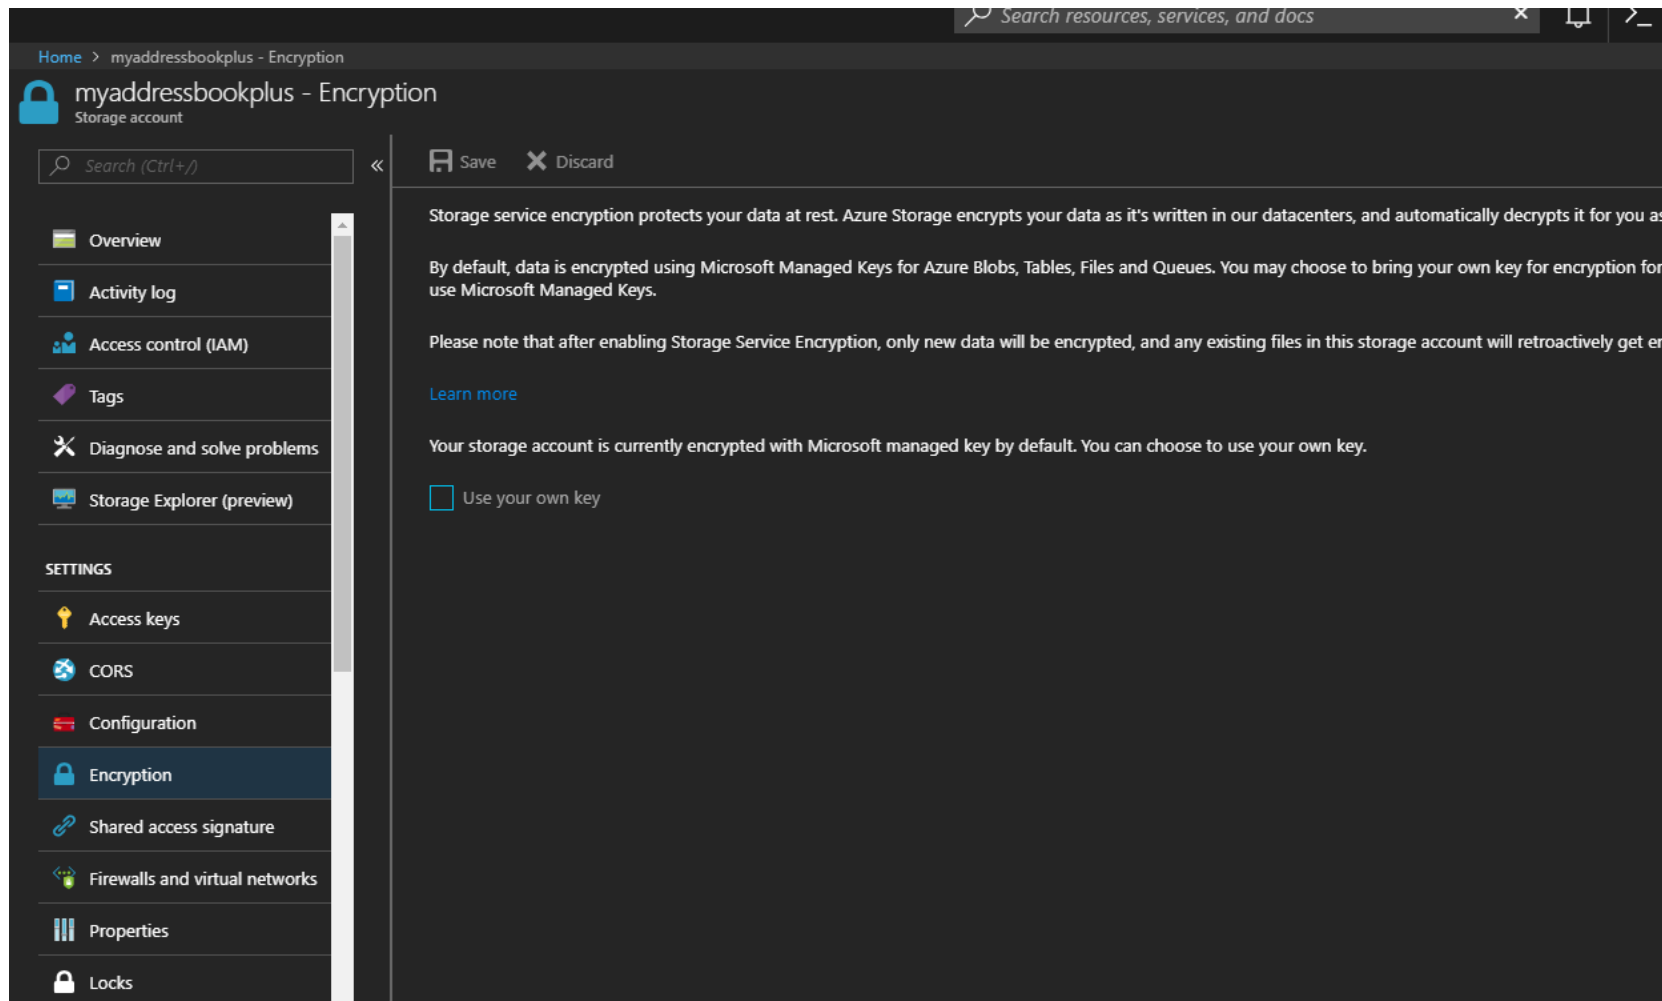 Search resources, services, and docs
Home > myaddressbookplus - Encryption
myaddressbookplus - Encryption
Storage account
Search (Ctrl+/)
Overview
Activity log
Access control (IAM)
Tags
Diagnose and solve problems
Storage Explorer (preview)
SETTINGS
Access keys
CORS
Configuration
Encryption
Shared access signature
Firewalls and virtual networks
Properties
Locks
Save Discard
Storage service encryption protects your data at rest. Azure Storage encrypts your data as it's written in our datacenters, and automatically decrypts it for you as
By default, data is encrypted using Microsoft Managed Keys for Azure Blobs, Tables, Files and Queues. You may choose to bring your own key for encryption for
use Microsoft Managed Keys.
Please note that after enabling Storage Service Encryption, only new data will be encrypted, and any existing files in this storage account will retroactively get
Learn more
Your storage account is currently encrypted with Microsoft managed key by default. You can choose to use your own key.
Use your own key